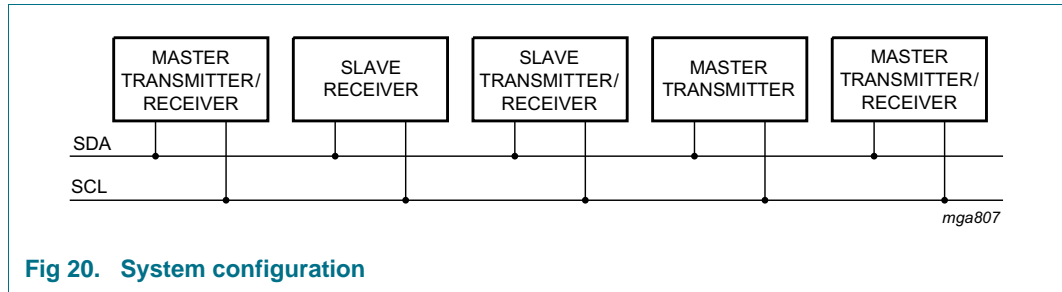 MASTER
TRANSMITTER/
RECEIVER
SLAVE
RECEIVER
SLAVE
TRANSMITTER/
RECEIVER
MASTER
TRANSMITTER
MASTER
TRANSMITTER/
RECEIVER
SDA
SCL
mga807
Fig 20. System configuration